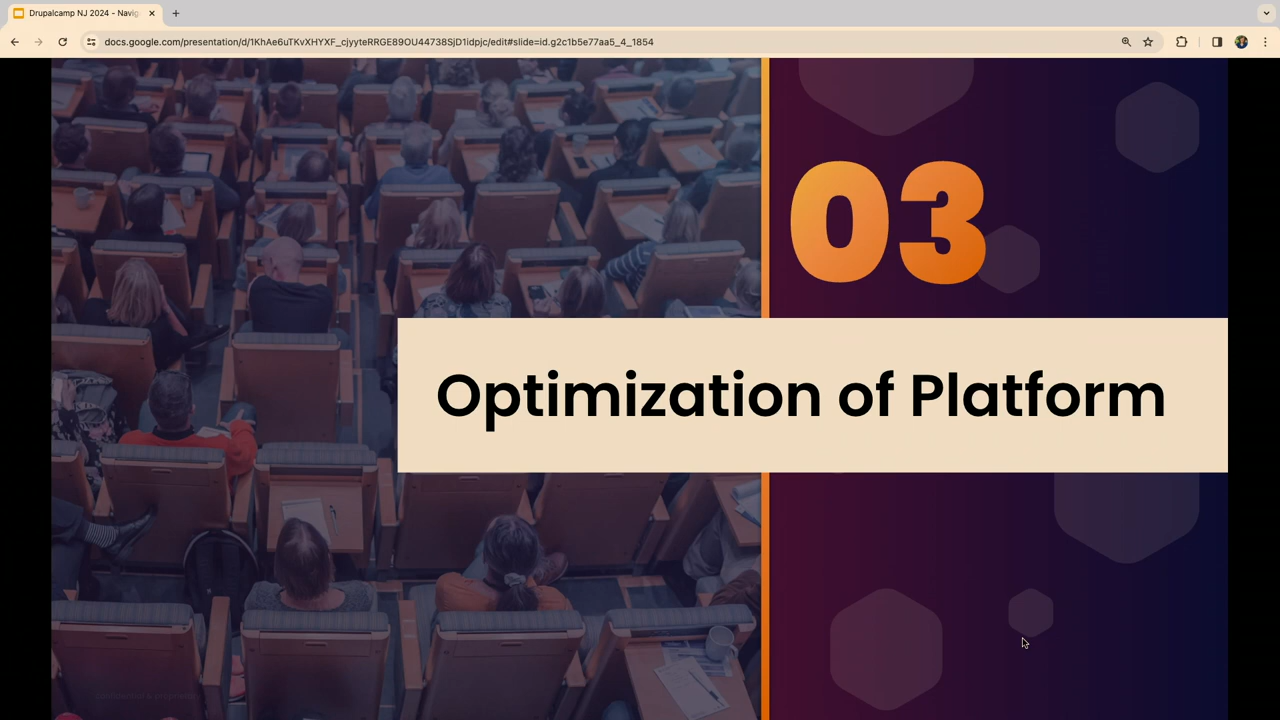 Drupalcamp NJ 2024 - Navig
docs.google.com/presentation/d/1KhAe6uTKvXHYXF_cjyyteRRGE89OU44738SjD1idpjc/edit#slide=id.g2c1b5e77aa5_4_1854
03
Optimization of Platform